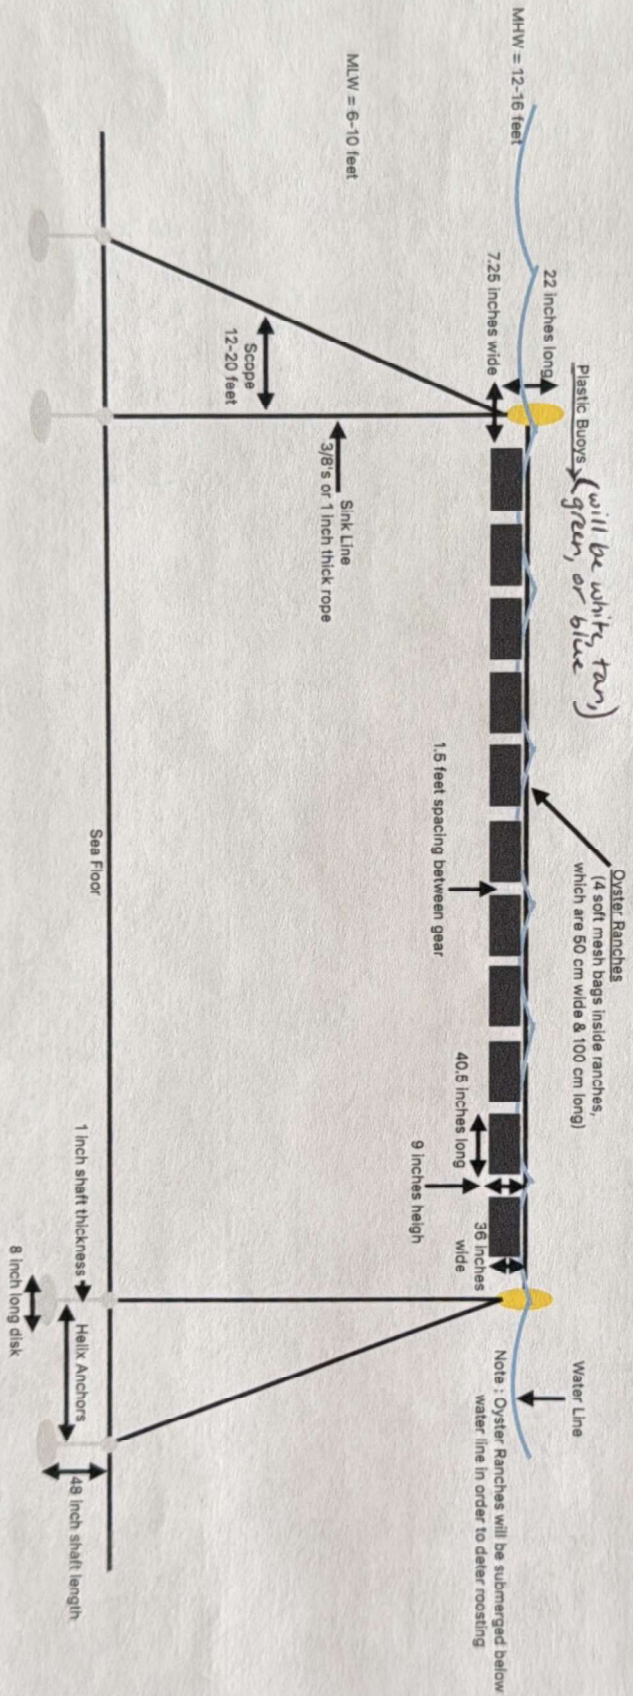 MHW = 12-16 feet
MLW = 6-10 feet
22 inches long
7.25 inches wide
Plastic Buoys
(will be white, tan,
green, or blue)
Scope
12-20 feet
Sink Line
3/8's or 1 inch thick rope
Oyster Ranches
(4 soft mesh bags inside ranches,
which are 50 cm wide & 100 cm long)
1.5 feet spacing between gear
40.5 inches long
9 inches heigh
36 inches
wide
Water Line
Note : Oyster Ranches will be submerged below
water line in order to deter roosting
Sea Floor
1 inch shaft thickness
8 inch long disk
Helix Anchors
48 inch shaft length